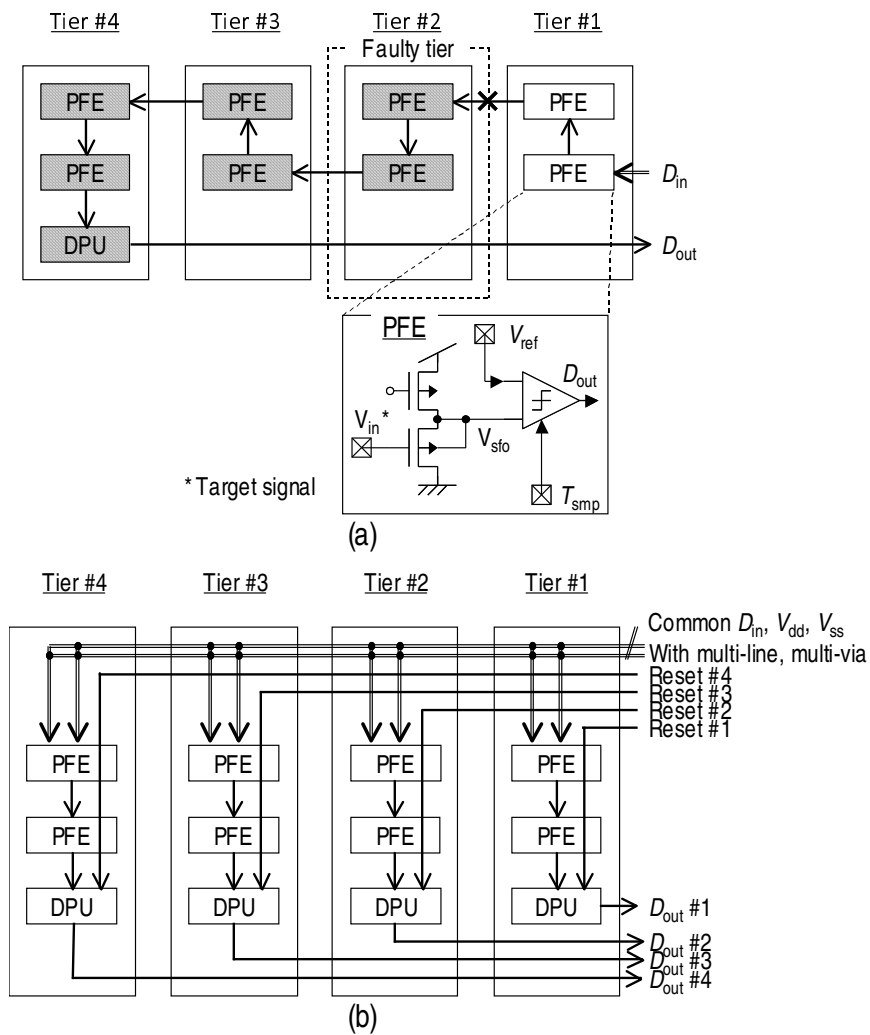 Tier #4 Tier #3 Tier #2 Tier #1
Faulty tier
PFE PFE PFE PFE
PFE PFE PFE PFE Din
DPU Dout
PFE
Vref
Dout
Vin*
Vsfo
* Target signal
Tsmp
(a)
Tier #4 Tier #3 Tier #2 Tier #1
Common Din, Vdd, Vss
With multi-line, multi-via
Reset #4
Reset #3
Reset #2
Reset #1
PFE PFE PFE PFE
PFE PFE PFE PFE
DPU DPU DPU DPU
Dout #1
Dout #2
Dout #3
Dout #4
(b)